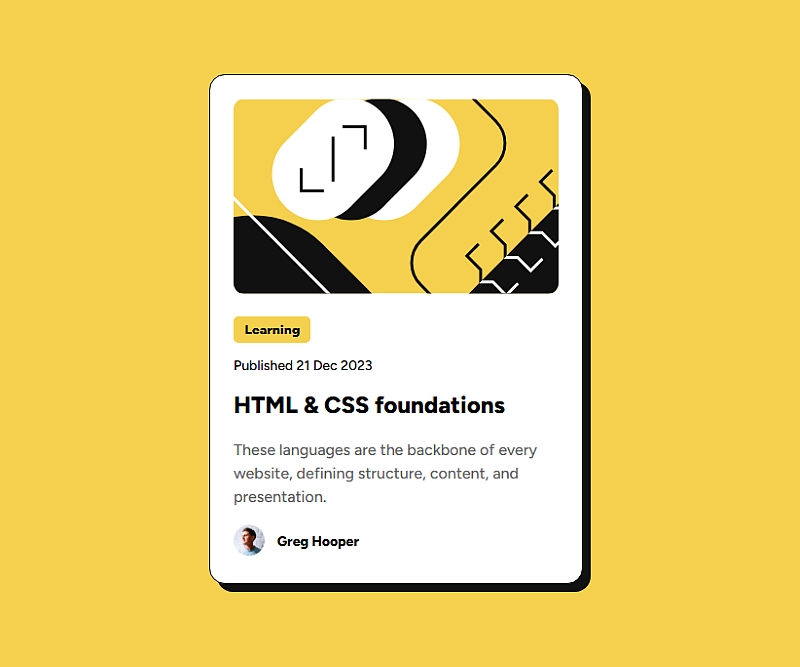 Learning
Published 21 Dec 2023
HTML & CSS foundations
These languages are the backbone of every
website, defining structure, content, and
presentation.
Greg Hooper